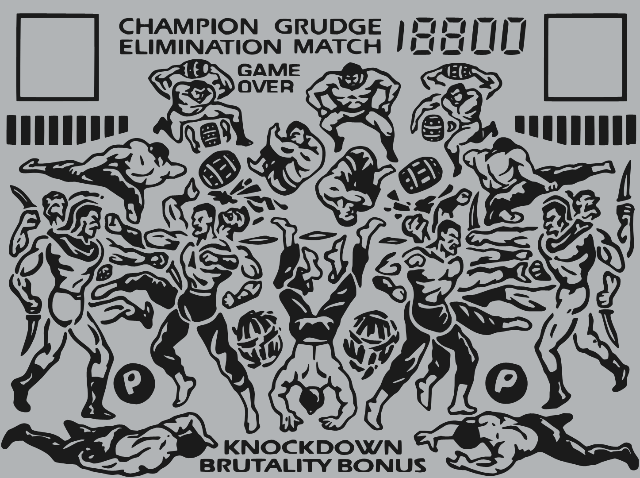 CHAMPION GRUDGE
ELIMINATION MATCH
18800
GAME
OVER
P
P
KNOCKDOWN
BRUTALITY BONUS